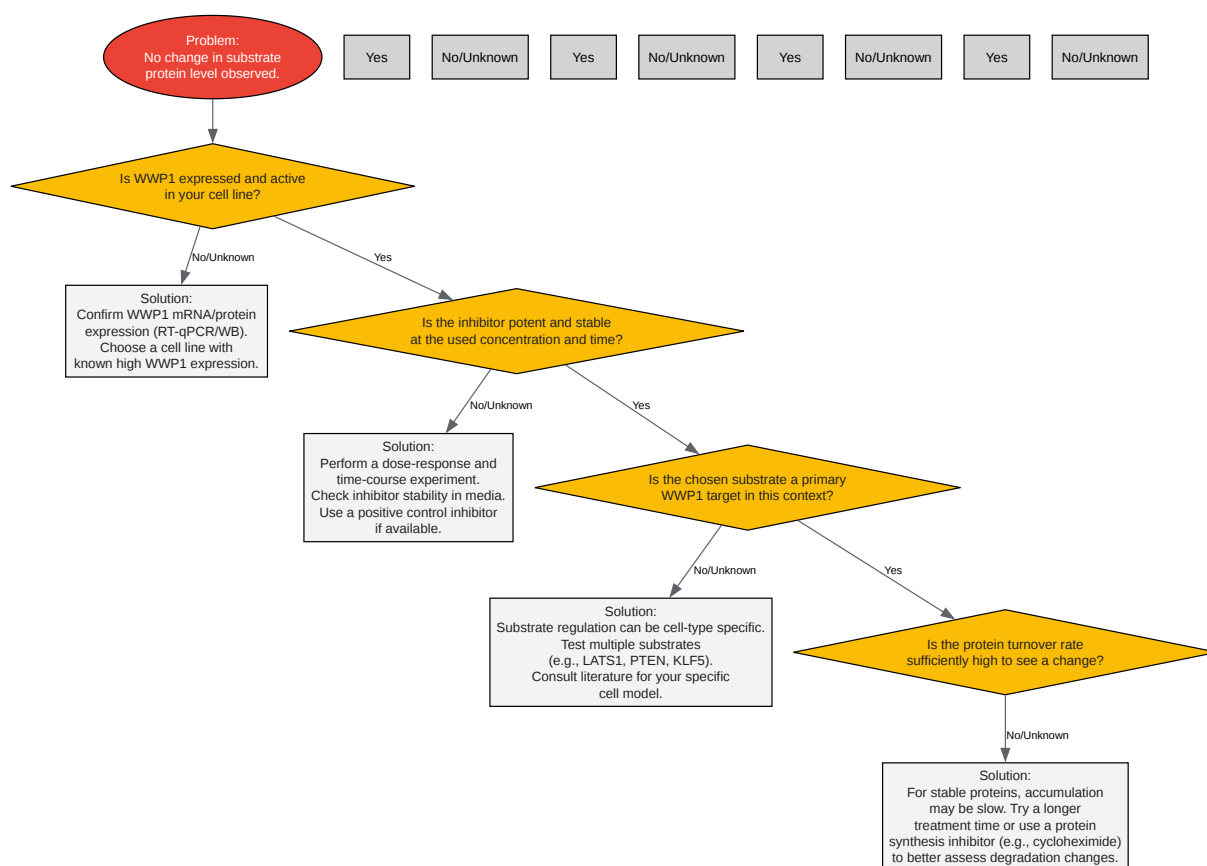 Problem:
No change in substrate
protein level observed.
Yes
No/Unknown
Yes
No/Unknown
Yes
No/Unknown
Yes
No/Unknown
Is WWP1 expressed and active
in your cell line?
No/Unknown
Yes
Solution:
Confirm WWP1 mRNA/protein
expression (RT-qPCR/WB).
Choose a cell line with
known high WWP1 expression.
Is the inhibitor potent and stable
at the used concentration and time?
No/Unknown
Yes
Solution:
Perform a dose-response and
time-course experiment.
Check inhibitor stability in media.
Use a positive control inhibitor
if available.
Is the chosen substrate a primary
WWP1 target in this context?
No/Unknown
Yes
Solution:
Substrate regulation can be cell-type specific.
Test multiple substrates
(e.g., LATS1, PTEN, KLF5).
Consult literature for your specific
cell model.
Is the protein turnover rate
sufficiently high to see a change?
No/Unknown
Solution:
For stable proteins, accumulation
may be slow. Try a longer
treatment time or use a protein
synthesis inhibitor (e.g., cycloheximide)
to better assess degradation changes.